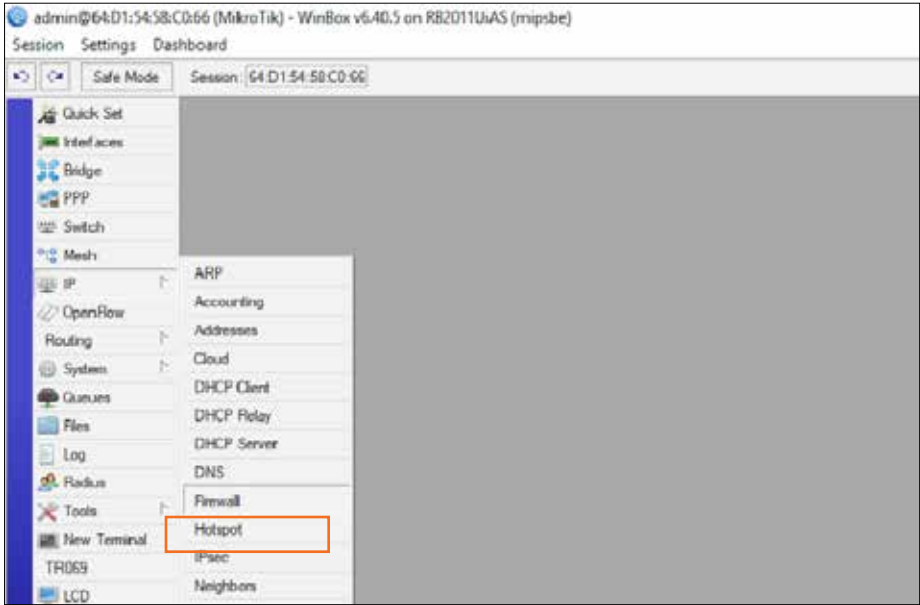 admin@64:D1:54:58:C0:66 (MikroTik) - WinBox v6.40.5 on RB2011UiAS (mipsbe)
Session Settings Dashboard
Safe Mode Session: 64:D1:54:58:C0:66
Quick Set
Interfaces
Bridge
PPP
Switch
Mesh
IP
OpenFlow
Routing
System
Queues
Files
Log
Radius
Tools
New Terminal
TR069
LCD
ARP
Accounting
Addresses
Cloud
DHCP Client
DHCP Relay
DHCP Server
DNS
Firewall
Hotspot
IPsec
Neighbors